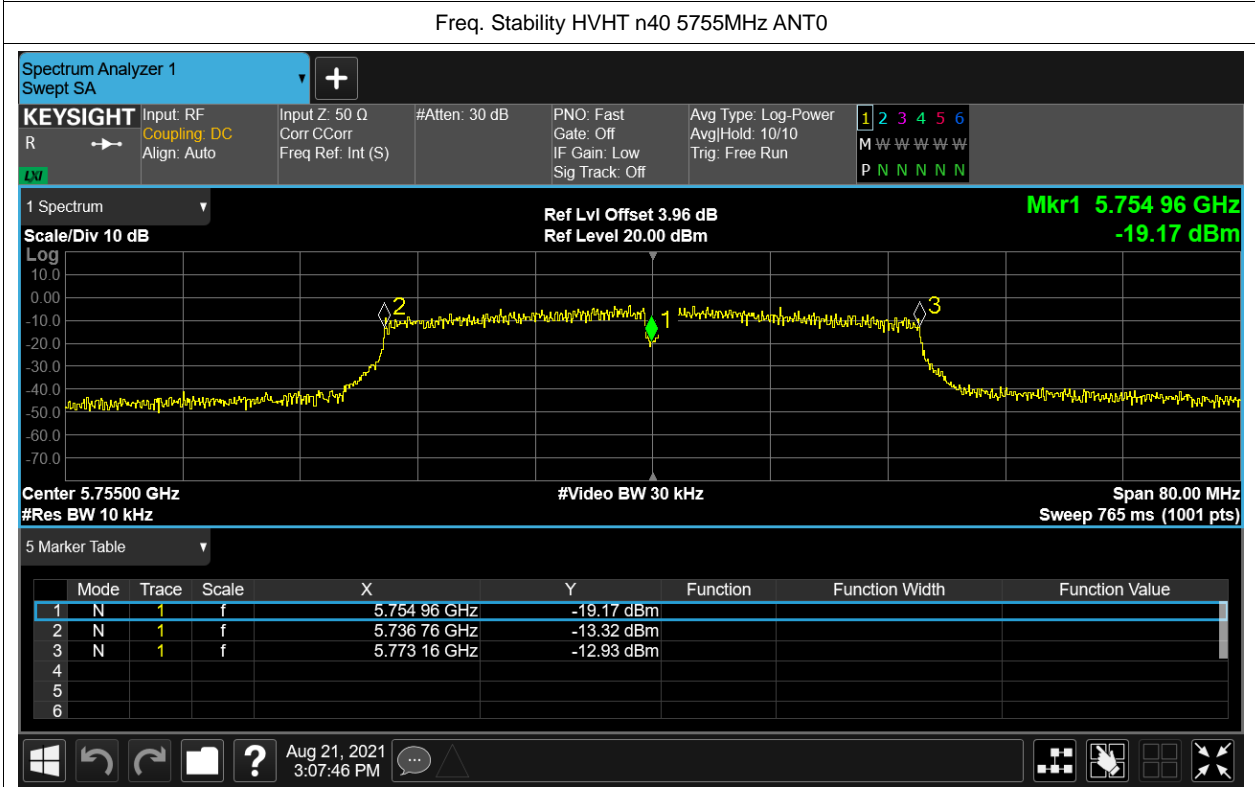 Freq. Stability HVHT n40 5755MHz ANT0
Spectrum Analyzer 1
Swept SA
+
KEYSIGHT
R
LXI
Input: RF
Coupling: DC
Align: Auto
Input Z: 50 Ω
Corr CCorr
Freq Ref: Int (S)
#Atten: 30 dB
PNO: Fast
Gate: Off
IF Gain: Low
Sig Track: Off
Avg Type: Log-Power
Avg|Hold: 10/10
Trig: Free Run
1 2 3 4 5 6
M W W W W W
P N N N N N
1 Spectrum
Scale/Div 10 dB
Ref Lvl Offset 3.96 dB
Ref Level 20.00 dBm
Mkr1 5.754 96 GHz
-19.17 dBm
Log
10.0
0.00
-10.0
-20.0
-30.0
-40.0
-50.0
-60.0
-70.0
2
1
3
Center 5.75500 GHz
#Res BW 10 kHz
#Video BW 30 kHz
Span 80.00 MHz
Sweep 765 ms (1001 pts)
5 Marker Table
Mode Trace Scale X Y Function Function Width Function Value
1 N 1 f 5.754 96 GHz -19.17 dBm
2 N 1 f 5.736 76 GHz -13.32 dBm
3 N 1 f 5.773 16 GHz -12.93 dBm
4
5
6
?
Aug 21, 2021
3:07:46 PM